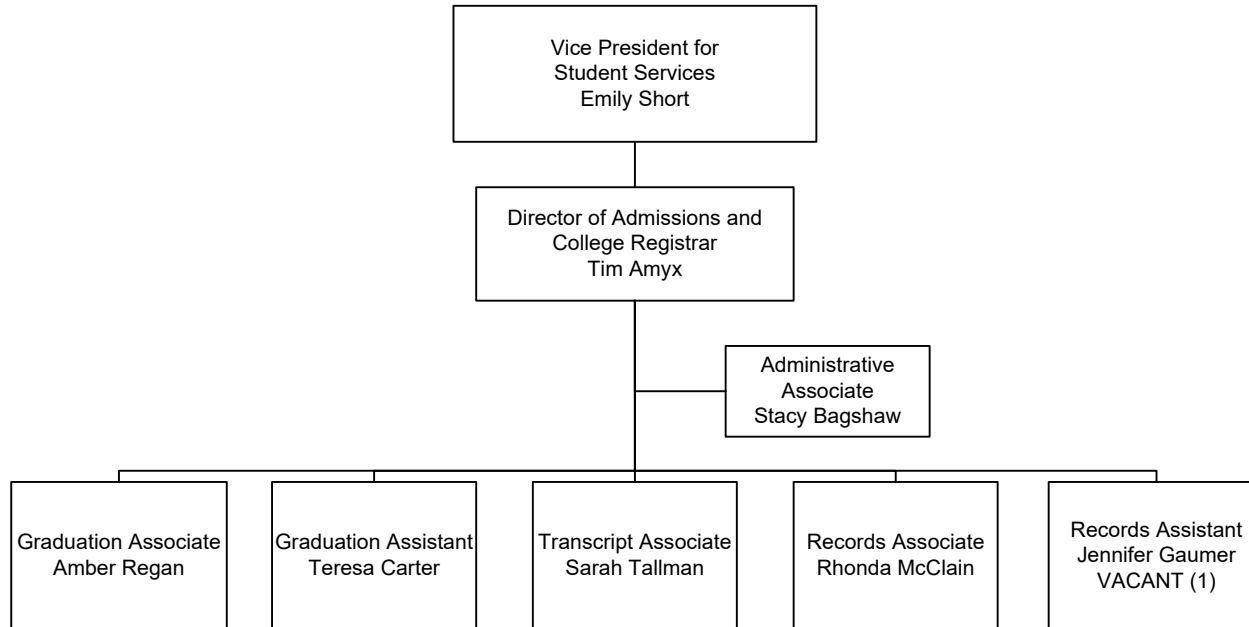 Vice President for
Student Services
Emily Short
Director of Admissions and
College Registrar
Tim Amyx
Administrative
Associate
Stacy Bagshaw
Graduation Associate
Amber Regan
Graduation Assistant
Teresa Carter
Transcript Associate
Sarah Tallman
Records Associate
Rhonda McClain
Records Assistant
Jennifer Gaumer
VACANT (1)